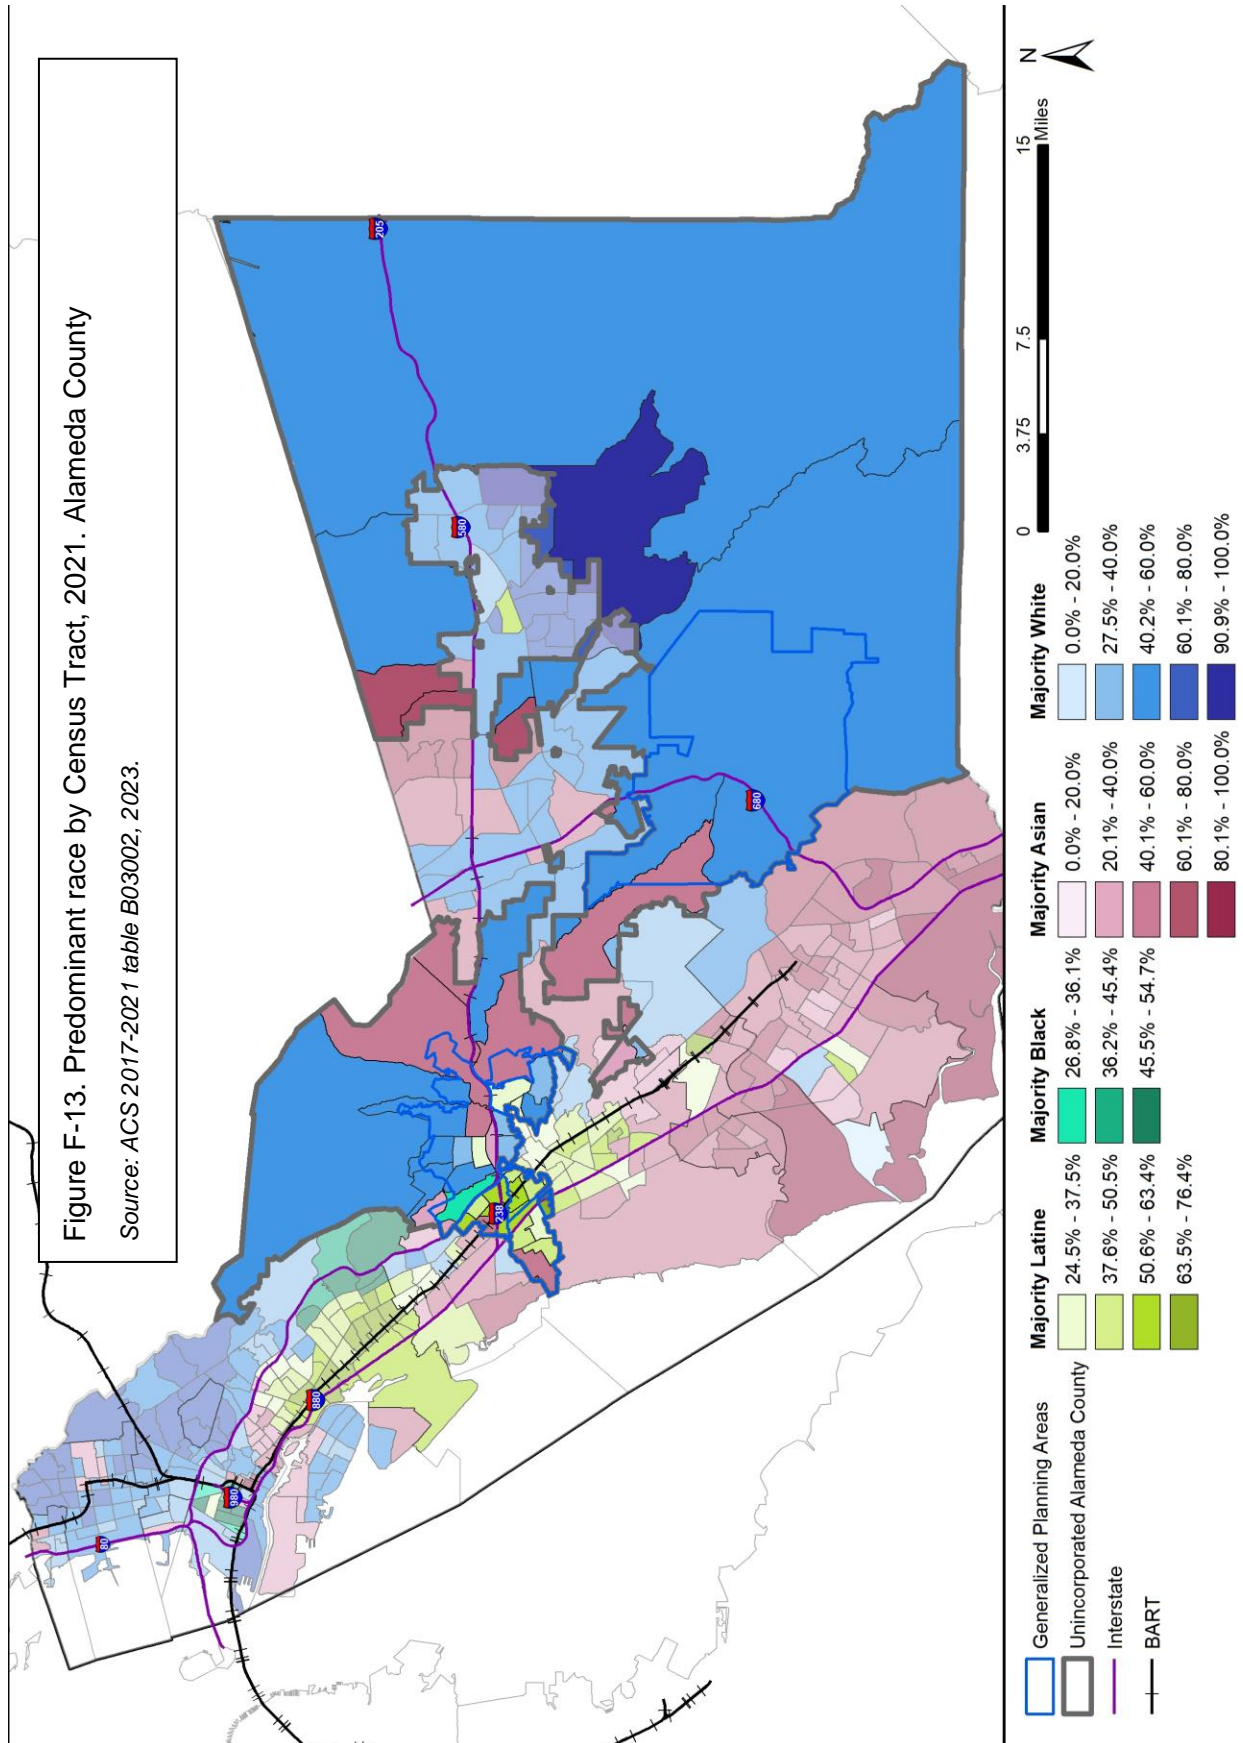 Figure F-13. Predominant race by Census Tract, 2021. Alameda County
Source: ACS 2017-2021 table B03002, 2023.
80
980
880
238
680
580
205
Generalized Planning Areas
Unincorporated Alameda County
Interstate
BART
Majority Latine
24.5% - 37.5%
37.6% - 50.5%
50.6% - 63.4%
63.5% - 76.4%
Majority Black
26.8% - 36.1%
36.2% - 45.4%
45.5% - 54.7%
Majority Asian
0.0% - 20.0%
20.1% - 40.0%
40.1% - 60.0%
60.1% - 80.0%
80.1% - 100.0%
Majority White
0.0% - 20.0%
27.5% - 40.0%
40.2% - 60.0%
60.1% - 80.0%
90.9% - 100.0%
0 3.75 7.5 15
Miles
N